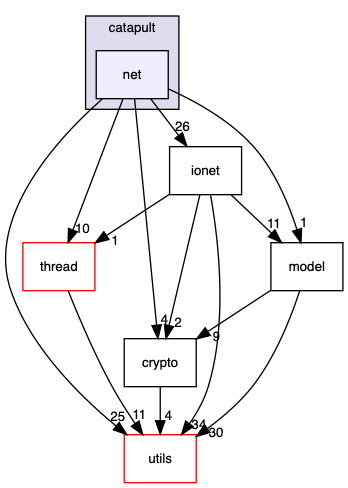 catapult
net
26
ionet
10
1
11
1
thread
model
4
2
9
crypto
25
11
4
34
30
utils